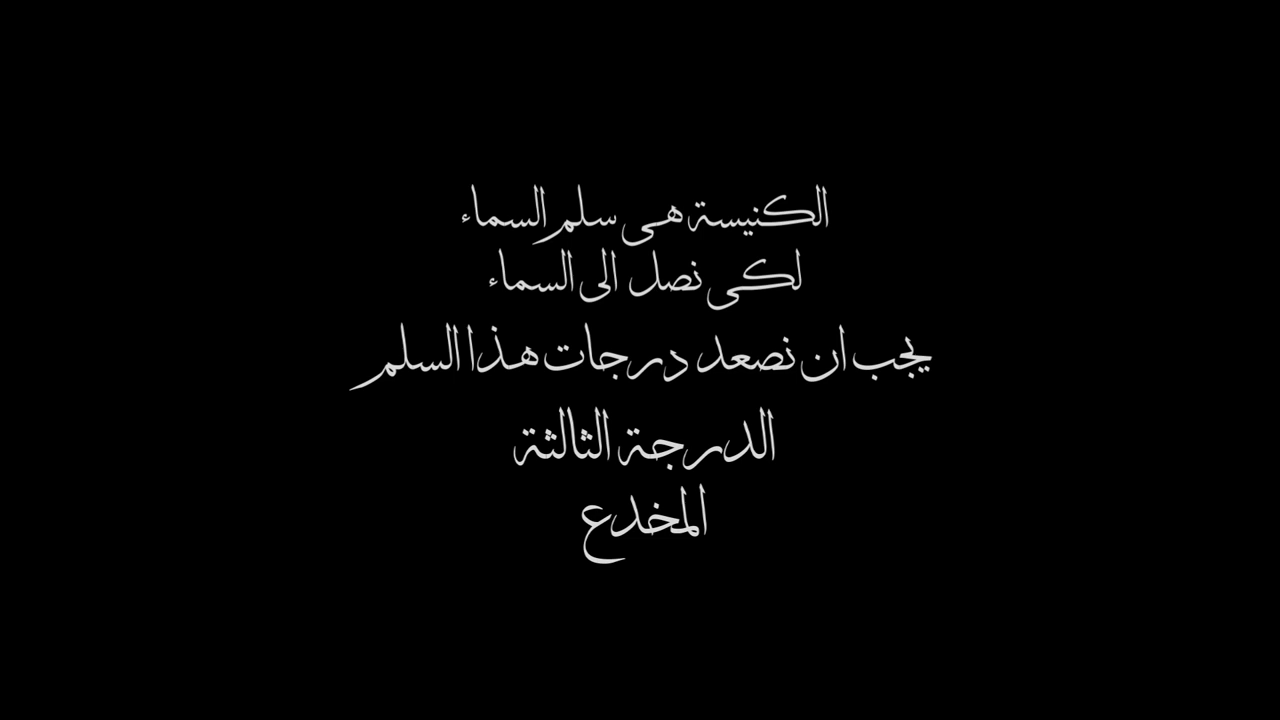 الكنيسة هى سلم السماء
لكى نصل الى السماء
يجب ان نصعد درجات هذا السلم
الدرجة الثالثة
المخدع